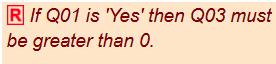 R If Q01 is 'Yes' then Q03 must
be greater than 0.